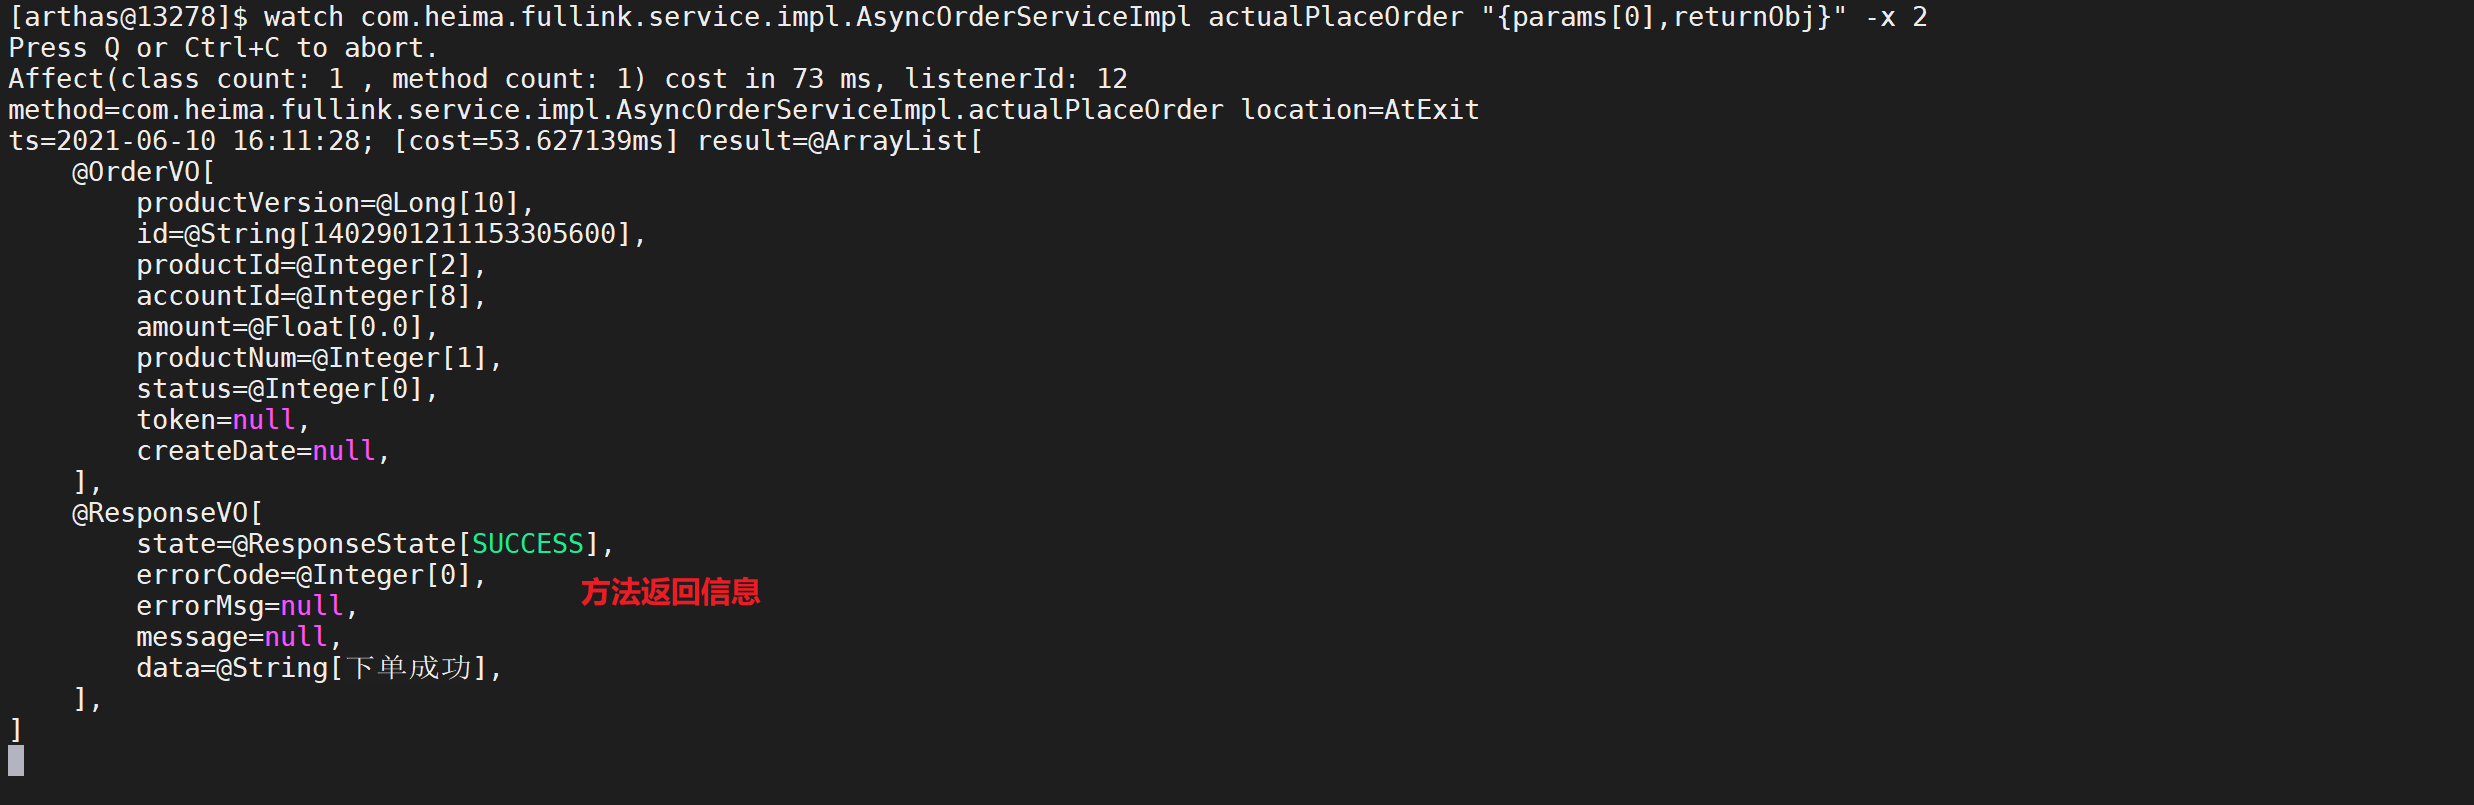 [arthas@13278]$ watch com.heima.fullink.service.impl.AsyncOrderServiceImpl actualPlaceOrder "{params[0],returnObj}" -x 2
Press Q or Ctrl+C to abort.
Affect(class count: 1 , method count: 1) cost in 73 ms, listenerId: 12
method=com.heima.fullink.service.impl.AsyncOrderServiceImpl.actualPlaceOrder location=AtExit
ts=2021-06-10 16:11:28; [cost=53.627139ms] result=@ArrayList[
    @OrderVO[
        productVersion=@Long[10],
        id=@String[1402901211153305600],
        productId=@Integer[2],
        accountId=@Integer[8],
        amount=@Float[0.0],
        productNum=@Integer[1],
        status=@Integer[0],
        token=null,
        createDate=null,
    ],
    @ResponseVO[
        state=@ResponseState[SUCCESS],
        errorCode=@Integer[0],
方法返回信息
        errorMsg=null,
        message=null,
        data=@String[下单成功],
    ],
]